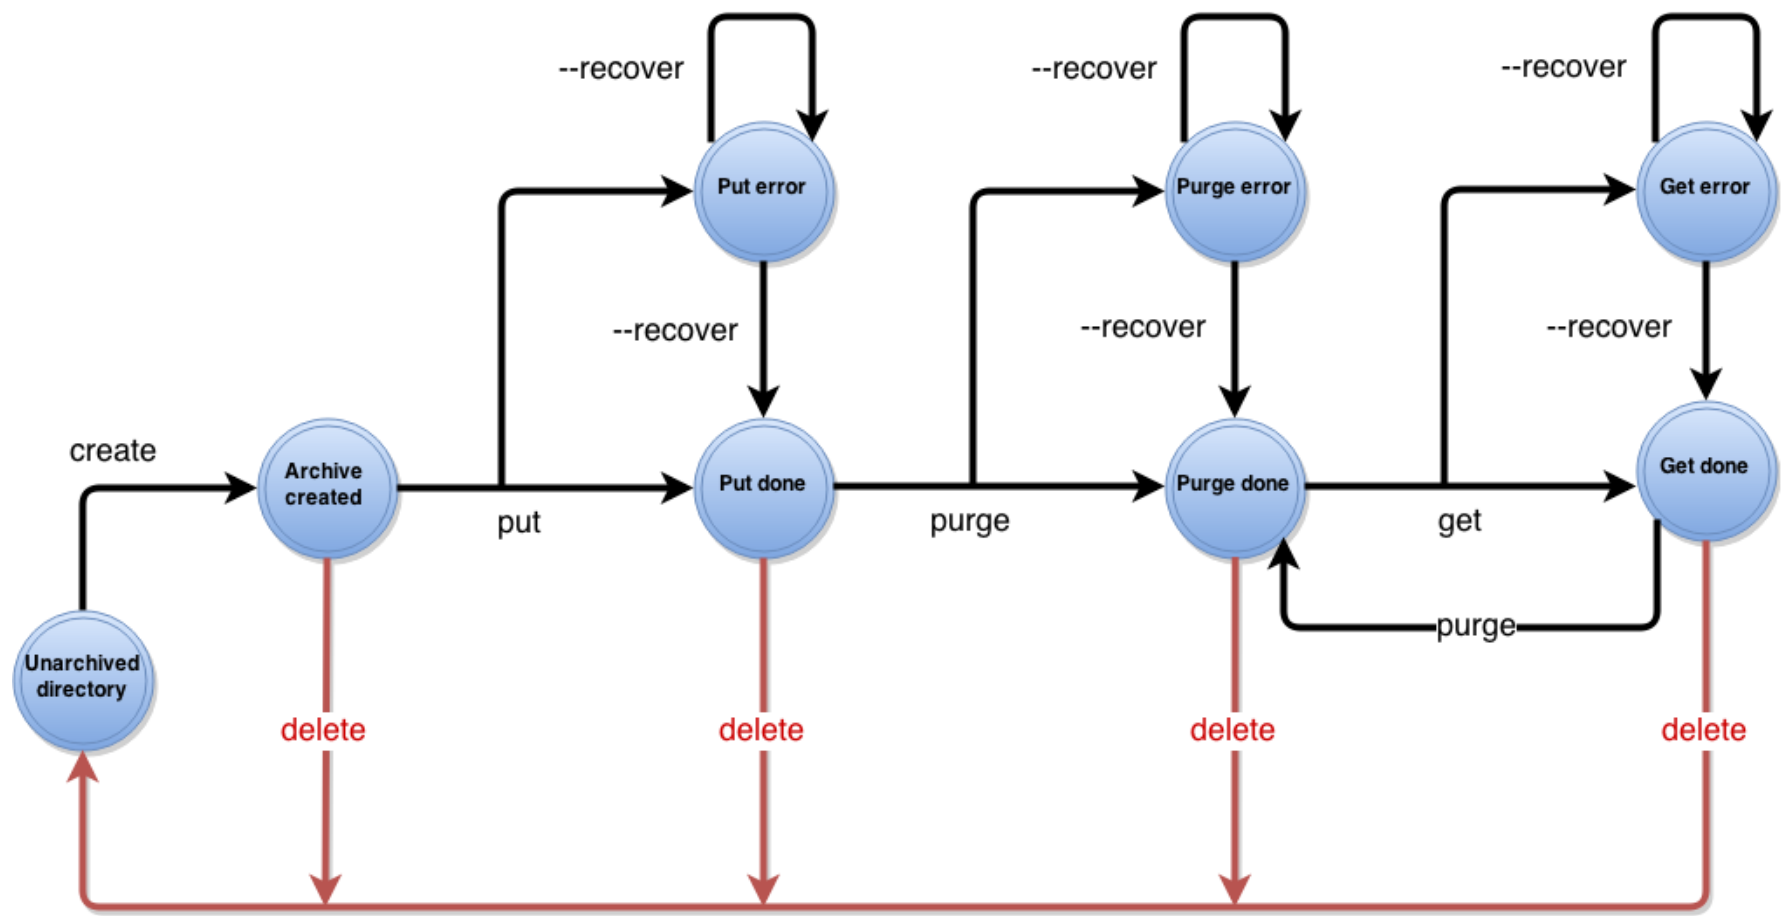 --recover
--recover
--recover
Put error
Purge error
Get error
--recover
--recover
--recover
create
Archive
created
Put done
Purge done
Get done
put
purge
get
purge
Unarchived
directory
delete
delete
delete
delete